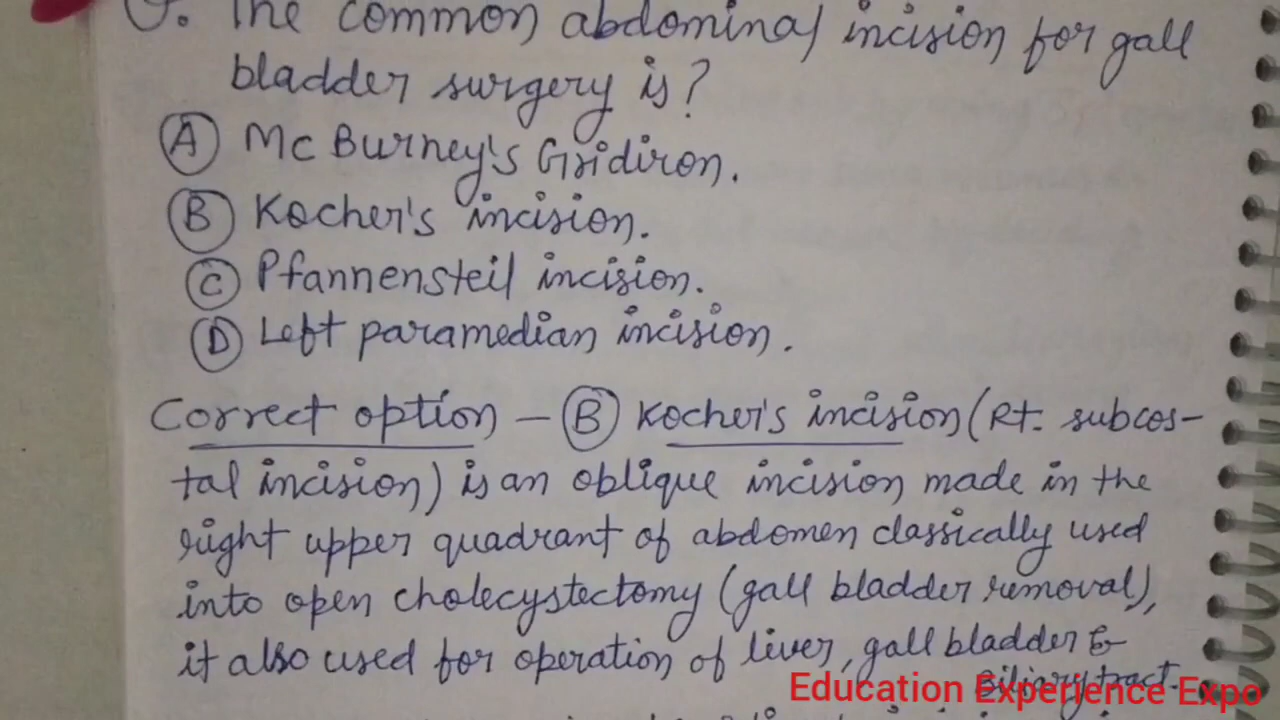 Q. The common abdominal incision for gall
bladder surgery is?
A Mc Burney's Gridiron.
B Kocher's incision.
C Pfannensteil incision.
D Left paramedian incision.
Correct option - B Kocher's incision (Rt. subcos-
tal incision) is an oblique incision made in the
right upper quadrant of abdomen classically used
into open cholecystectomy (gall bladder removal),
it also used for operation of liver, gall bladder &
Biliary tract.
Education Experience Expo